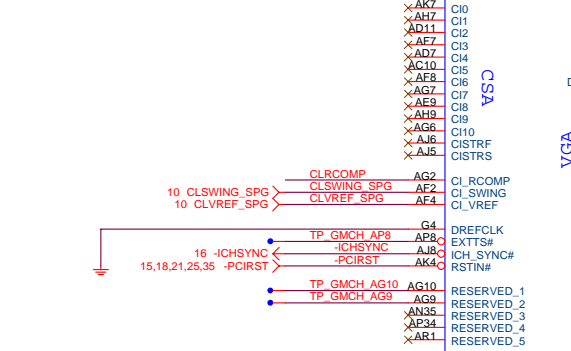 AK7 CI0
AH7 CI1
AD11 CI2
AF7 CI3
AD7 CI4
AC10 CI5
AF8 CI6
AG7 CI7
AE9 CI8
AH9 CI9
AG6 CI10
AJ6 CISTRF
AJ5 CISTRS
CSA
VGA
CLRCOMP AG2 CI_RCOMP
10 CLSWING_SPG CLSWING_SPG AF2 CI_SWING
10 CLVREF_SPG CLVREF_SPG AF4 CI_VREF
G4 DREFCLK
TP_GMCH_AP8 AP8 EXTTS#
16 -ICHSYNC -ICHSYNC AJ8 ICH_SYNC#
15,18,21,25,35 -PCIRST -PCIRST AK4 RSTIN#
TP_GMCH_AG10 AG10 RESERVED_1
TP_GMCH_AG9 AG9 RESERVED_2
AN35 RESERVED_3
AP34 RESERVED_4
AR1 RESERVED_5